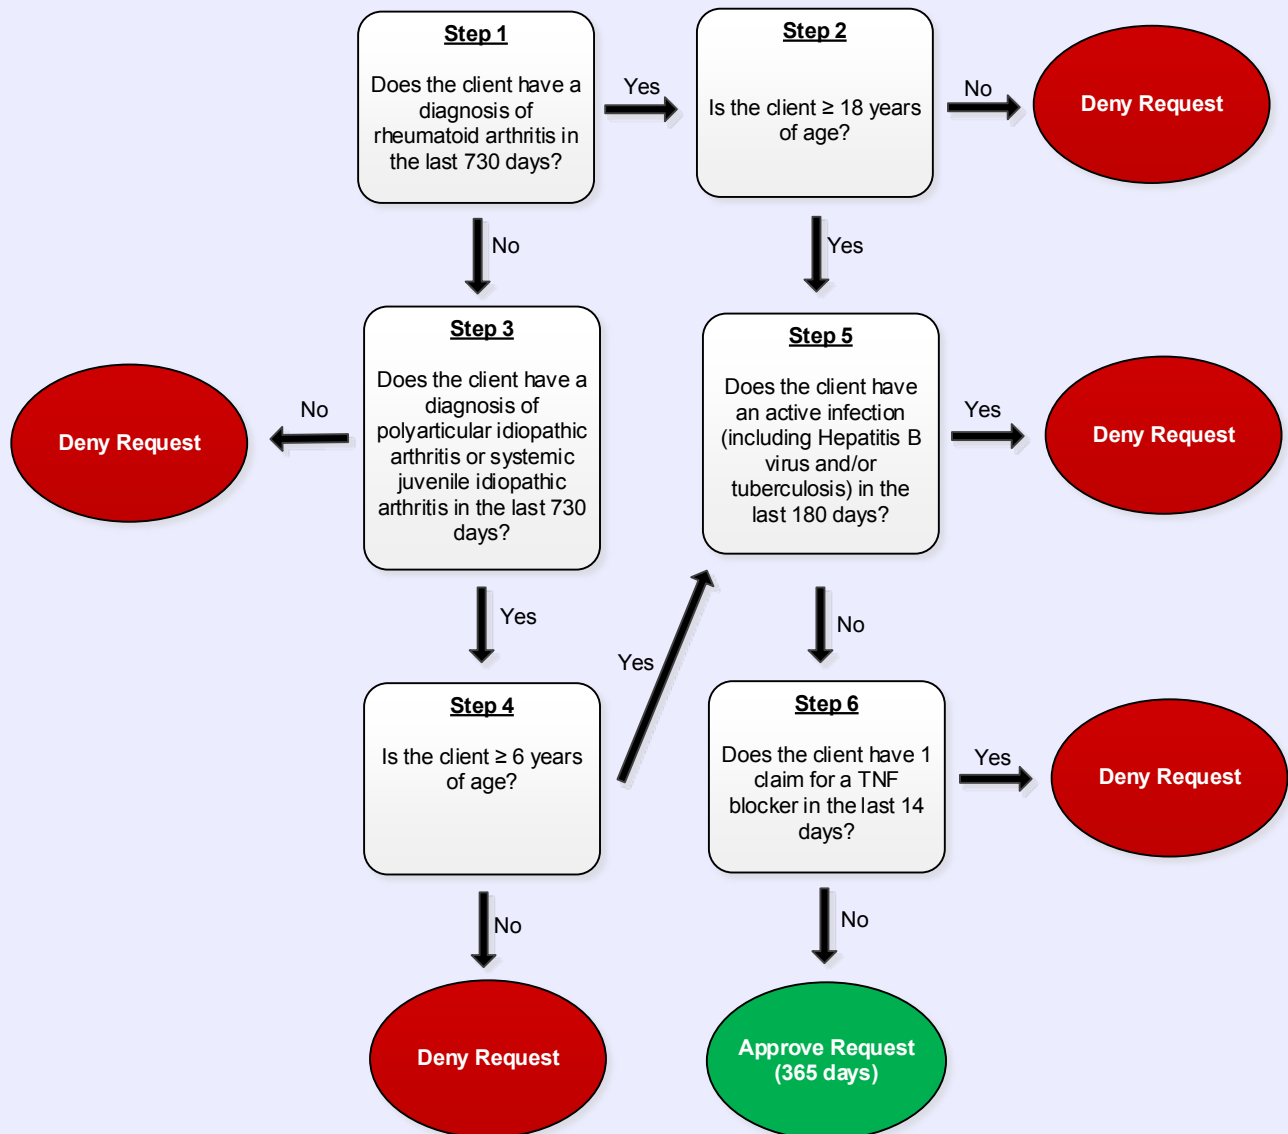 Step 1
Does the client have a
diagnosis of
rheumatoid arthritis in
the last 730 days?
Yes
Step 2
Is the client ≥ 18 years
of age?
No
Deny Request
No
Yes
Step 3
Does the client have a
diagnosis of
polyarticular idiopathic
arthritis or systemic
juvenile idiopathic
arthritis in the last 730
days?
No
Deny Request
Step 5
Does the client have
an active infection
(including Hepatitis B
virus and/or
tuberculosis) in the
last 180 days?
Yes
Deny Request
Yes
Yes
No
Step 4
Is the client ≥ 6 years
of age?
Step 6
Does the client have 1
claim for a TNF
blocker in the last 14
days?
Yes
Deny Request
No
No
Deny Request
Approve Request
(365 days)